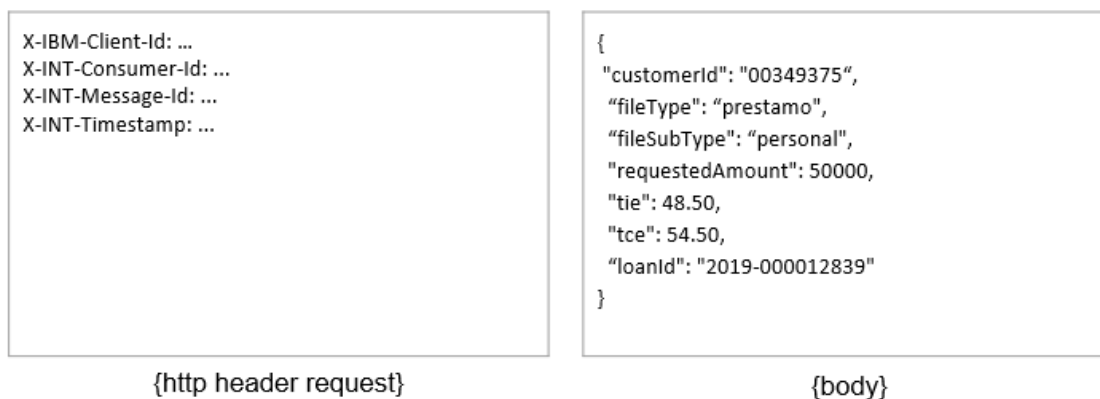 X-IBM-Client-Id: ...
X-INT-Consumer-Id: ...
X-INT-Message-Id: ...
X-INT-Timestamp: ...
{http header request}
{
"customerId": "00349375“,
“fileType": “prestamo",
“fileSubType": “personal",
"requestedAmount": 50000,
"tie": 48.50,
"tce": 54.50,
“loanId": "2019-000012839"
}
{body}